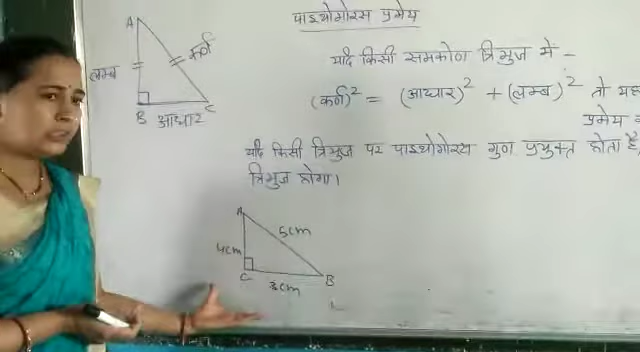 पाइथोगोरस प्रमेय
यदि किसी समकोण त्रिभुज में -
(कर्ण)² = (आधार)² + (लम्ब)² तो यह
प्रमेय
यदि किसी त्रिभुज पर पाइथोगोरस गुण प्रयुक्त होता है,
त्रिभुज होगा।
A
लम्ब
कर्ण
B C
आधार
A
4cm 5cm
C B
3cm